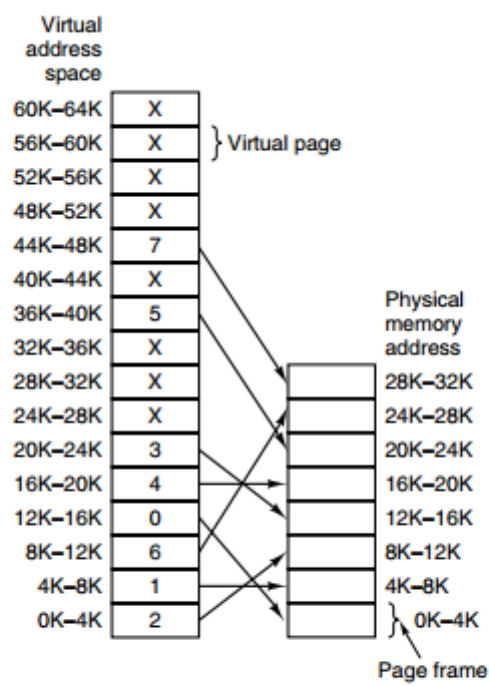 Virtual
address
space
60K–64K X
56K–60K X Virtual page
52K–56K X
48K–52K X
44K–48K 7
40K–44K X
36K–40K 5
Physical
memory
address
32K–36K X
28K–32K X 28K–32K
24K–28K X 24K–28K
20K–24K 3 20K–24K
16K–20K 4 16K–20K
12K–16K 0 12K–16K
8K–12K 6 8K–12K
4K–8K 1 4K–8K
0K–4K 2 0K–4K
Page frame